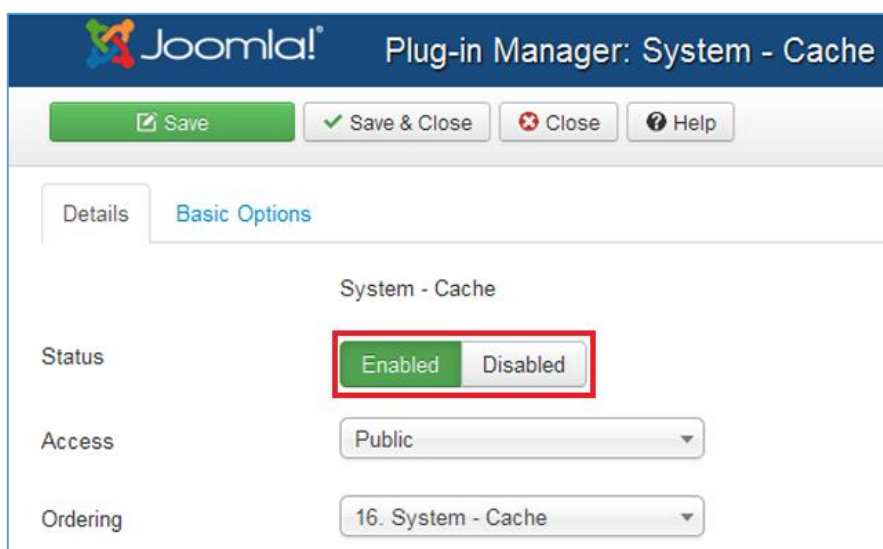 Joomla!® Plug-in Manager: System - Cache
Save Save & Close Close Help
Details Basic Options
System - Cache
Status Enabled Disabled
Access Public
Ordering 16. System - Cache